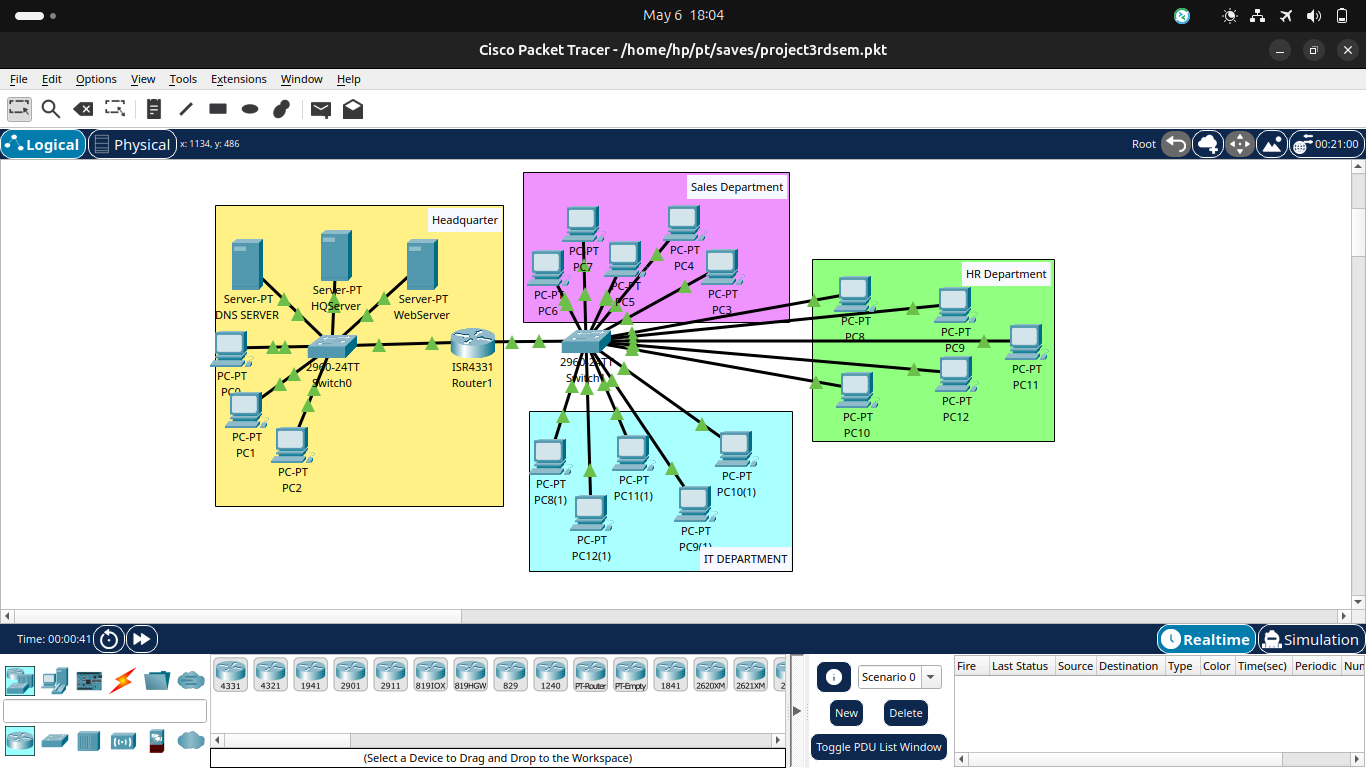 May 6 18:04
Cisco Packet Tracer - /home/hp/pt/saves/project3rdsem.pkt
File Edit Options View Tools Extensions Window Help
Logical Physical x: 1134, y: 486 Root 00:21:00
Headquarter
Server-PT
DNS SERVER
Server-PT
HQServer
Server-PT
WebServer
PC-PT
PC0
PC-PT
PC1
PC-PT
PC2
2960-24TT
Switch0
ISR4331
Router1
Sales Department
PC-PT
PC7
PC-PT
PC4
PC-PT
PC6
PC-PT
PC5
PC-PT
PC3
2960-24TT
Switch
HR Department
PC-PT
PC8
PC-PT
PC9
PC-PT
PC11
PC-PT
PC12
PC-PT
PC10
PC-PT
PC8(1)
PC-PT
PC11(1)
PC-PT
PC10(1)
PC-PT
PC12(1)
PC-PT
PC9(1)
IT DEPARTMENT
Time: 00:00:41 Realtime Simulation
4331 4321 1941 2901 2911 819IOX 819HGW 829 1240 PT-Router PT-Empty 1841 2620XM 2621XM 2
(Select a Device to Drag and Drop to the Workspace)
Scenario 0
New Delete
Toggle PDU List Window
Fire Last Status Source Destination Type Color Time(sec) Periodic Num